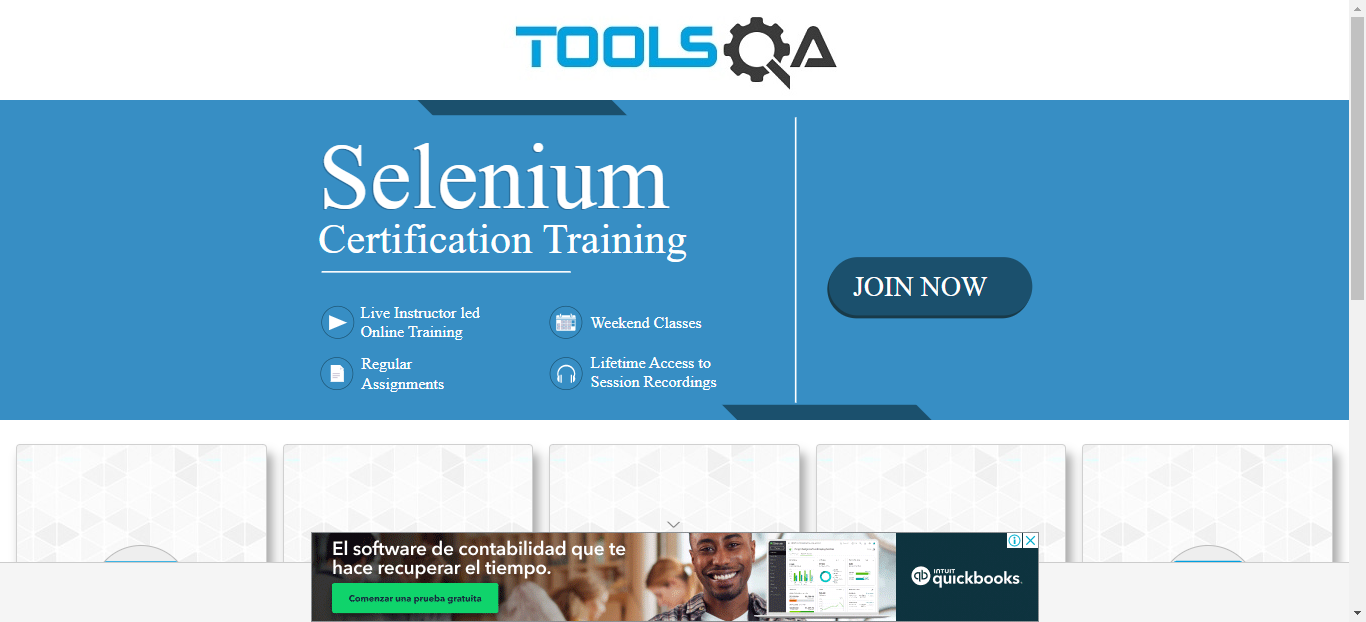 TOOLSQA
Selenium
Certification Training
Live Instructor led
Online Training
Weekend Classes
Regular
Assignments
Lifetime Access to
Session Recordings
JOIN NOW
El software de contabilidad que te
hace recuperar el tiempo.
Comenzar una prueba gratuita
INTUIT
quickbooks.